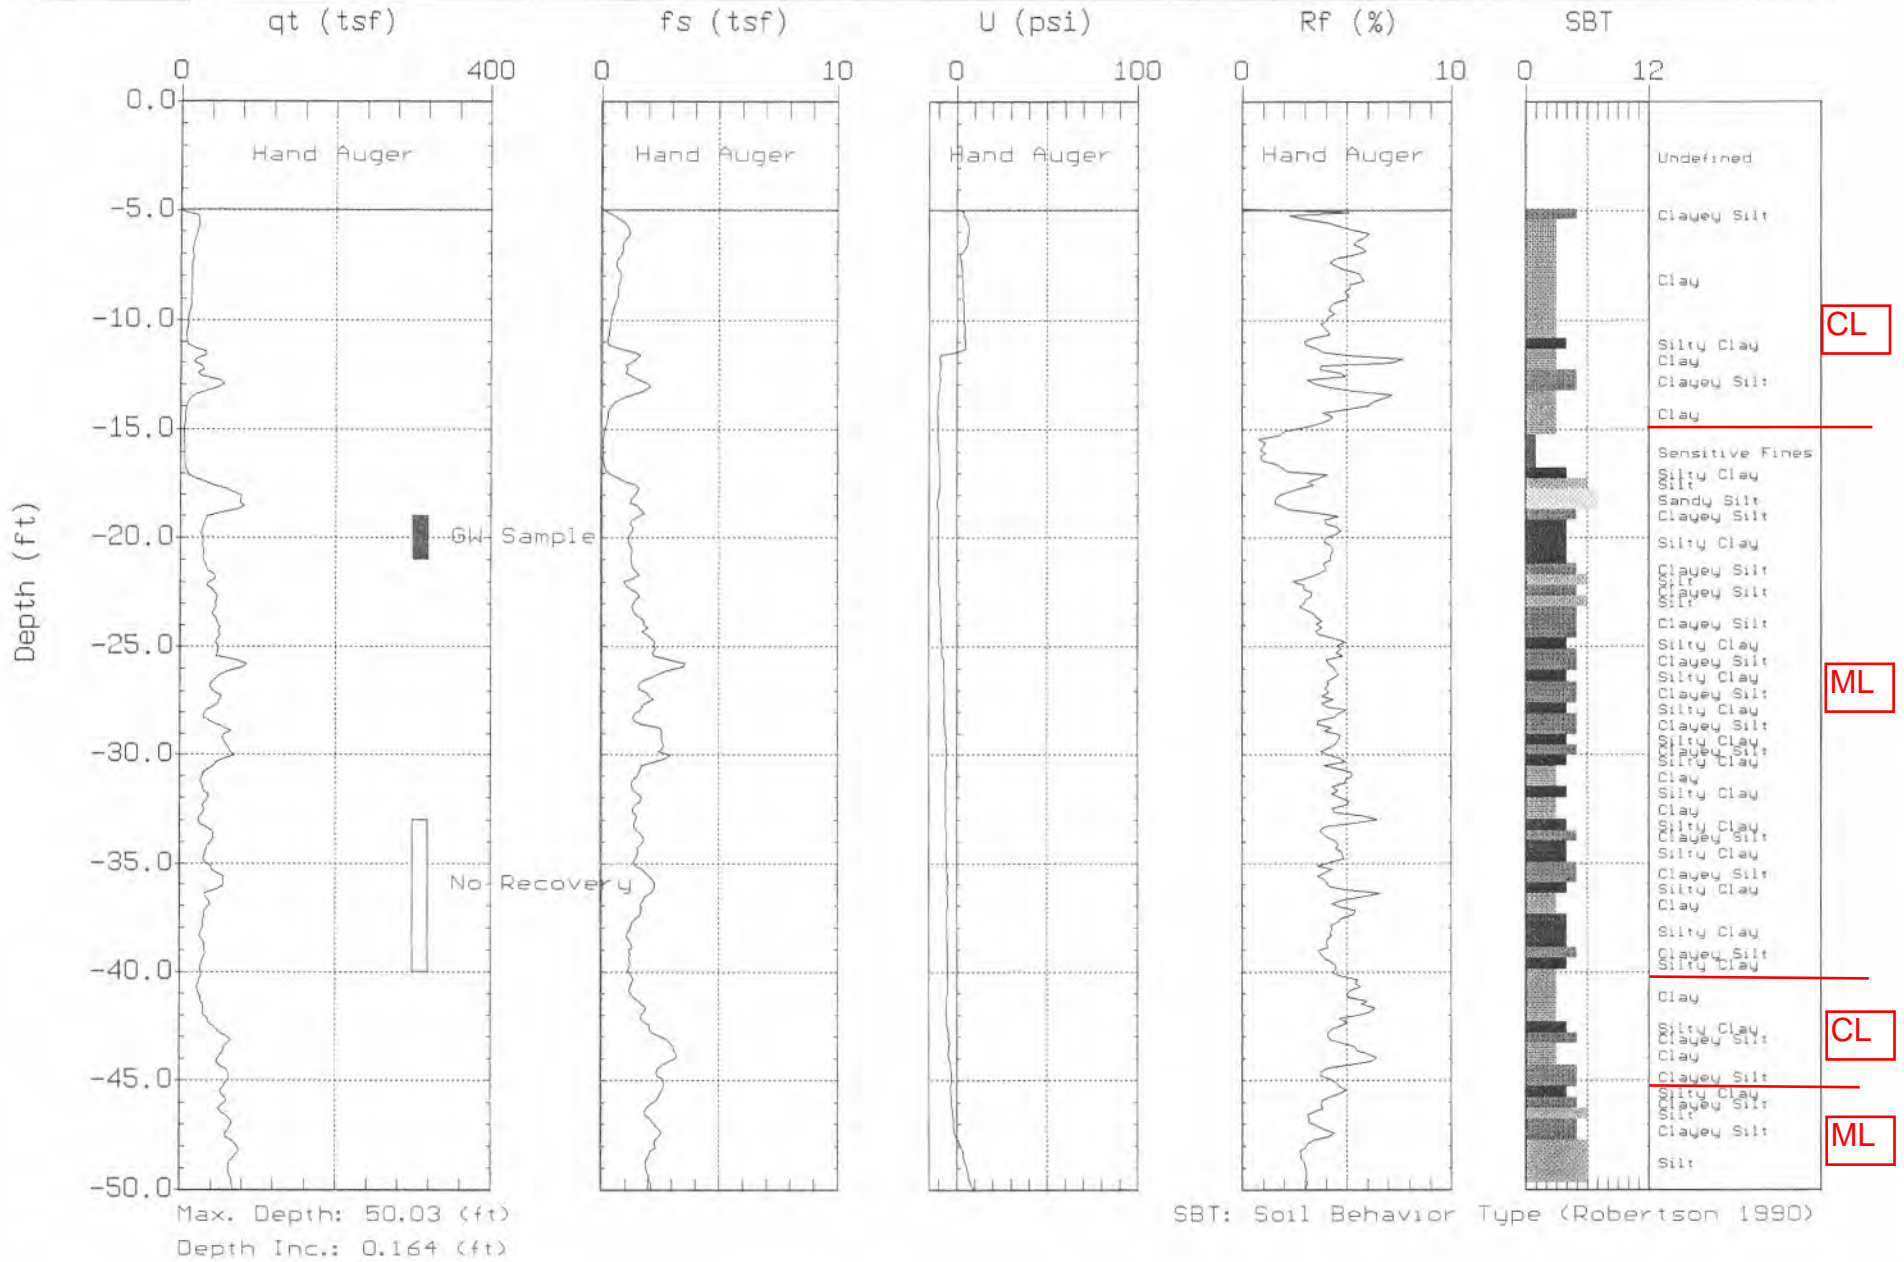 qt (tsf)
fs (tsf)
U (psi)
Rf (%)
SBT
0 400
0 10
0 100
0 10
0 12
Depth (ft)
0.0
-5.0
-10.0
-15.0
-20.0
-25.0
-30.0
-35.0
-40.0
-45.0
-50.0
Hand Auger
Hand Auger
Hand Auger
Hand Auger
GW Sample
No Recovery
Undefined
Clayey Silt
Clay
Silty Clay
Clay
Clayey Silt
Clay
Sensitive Fines
Silty Clay
Silt
Sandy Silt
Clayey Silt
Silty Clay
Clayey Silt
Silt
Clayey Silt
Silt
Clayey Silt
Silty Clay
Clayey Silt
Silty Clay
Clayey Silt
Silty Clay
Clayey Silt
Silty Clay
Clayey Silt
Silty Clay
Clay
Silty Clay
Clay
Silty Clay
Clayey Silt
Silty Clay
Clayey Silt
Silty Clay
Clay
Silty Clay
Clayey Silt
Silty Clay
Clay
Silty Clay
Clayey Silt
Clay
Clayey Silt
Silty Clay
Clayey Silt
Silt
Clayey Silt
Silt
CL
ML
CL
ML
Max. Depth: 50.03 (ft)
Depth Inc.: 0.164 (ft)
SBT: Soil Behavior Type (Robertson 1990)